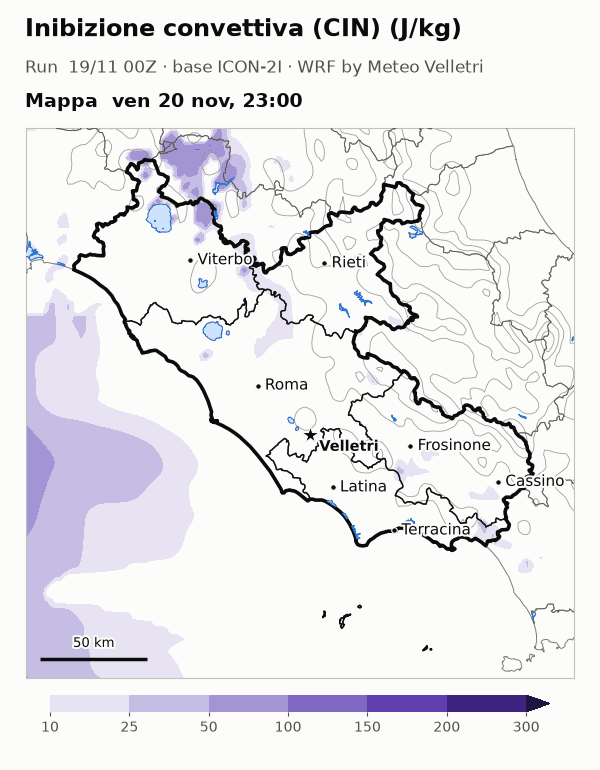 Inibizione convettiva (CIN) (J/kg)
Run  19/11 00Z · base ICON-2I · WRF by Meteo Velletri
Mappa  ven 20 nov, 23:00
Viterbo
Rieti
Roma
Velletri
Frosinone
Cassino
Latina
Terracina
50 km
10 25 50 100 150 200 300